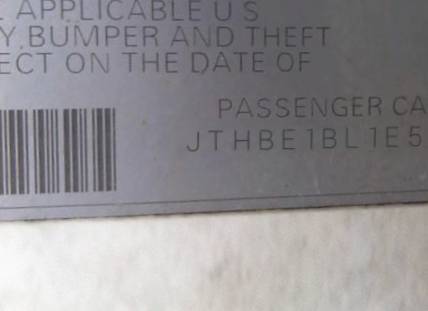 L APPLICABLE U S
Y, BUMPER AND THEFT
ECT ON THE DATE OF
PASSENGER CA
JTHBE1BL1E5